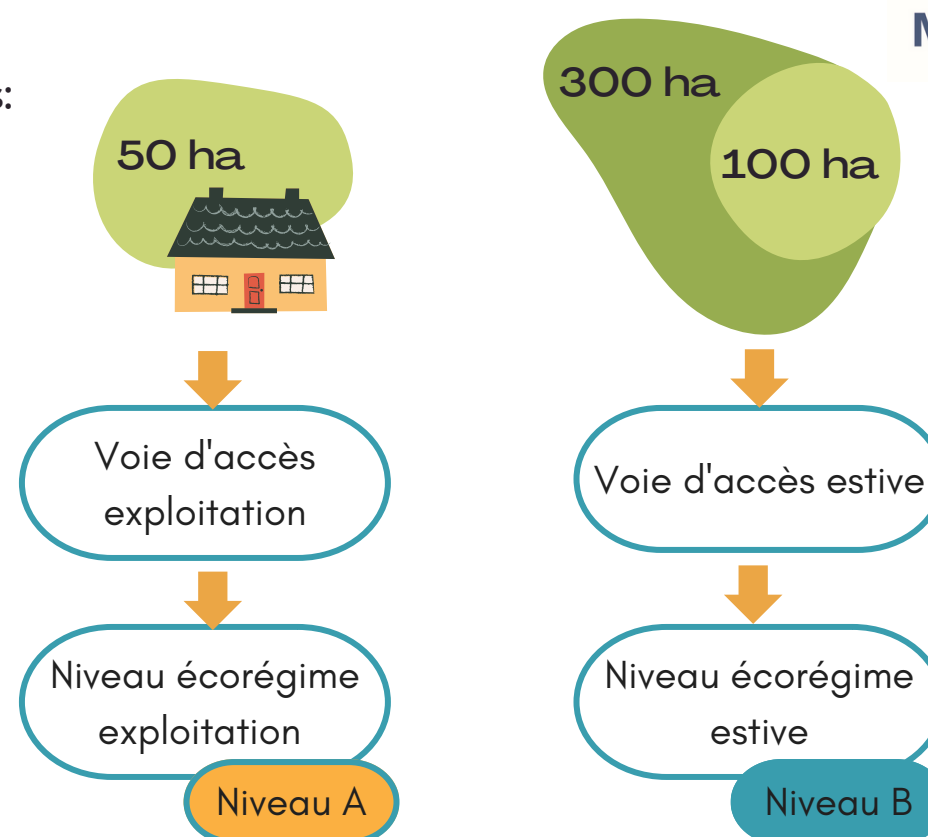 s:
50 ha
Voie d'accès
exploitation
Niveau écorégime
exploitation
Niveau A
M
300 ha
100 ha
Voie d'accès estive
Niveau écorégime
estive
Niveau B